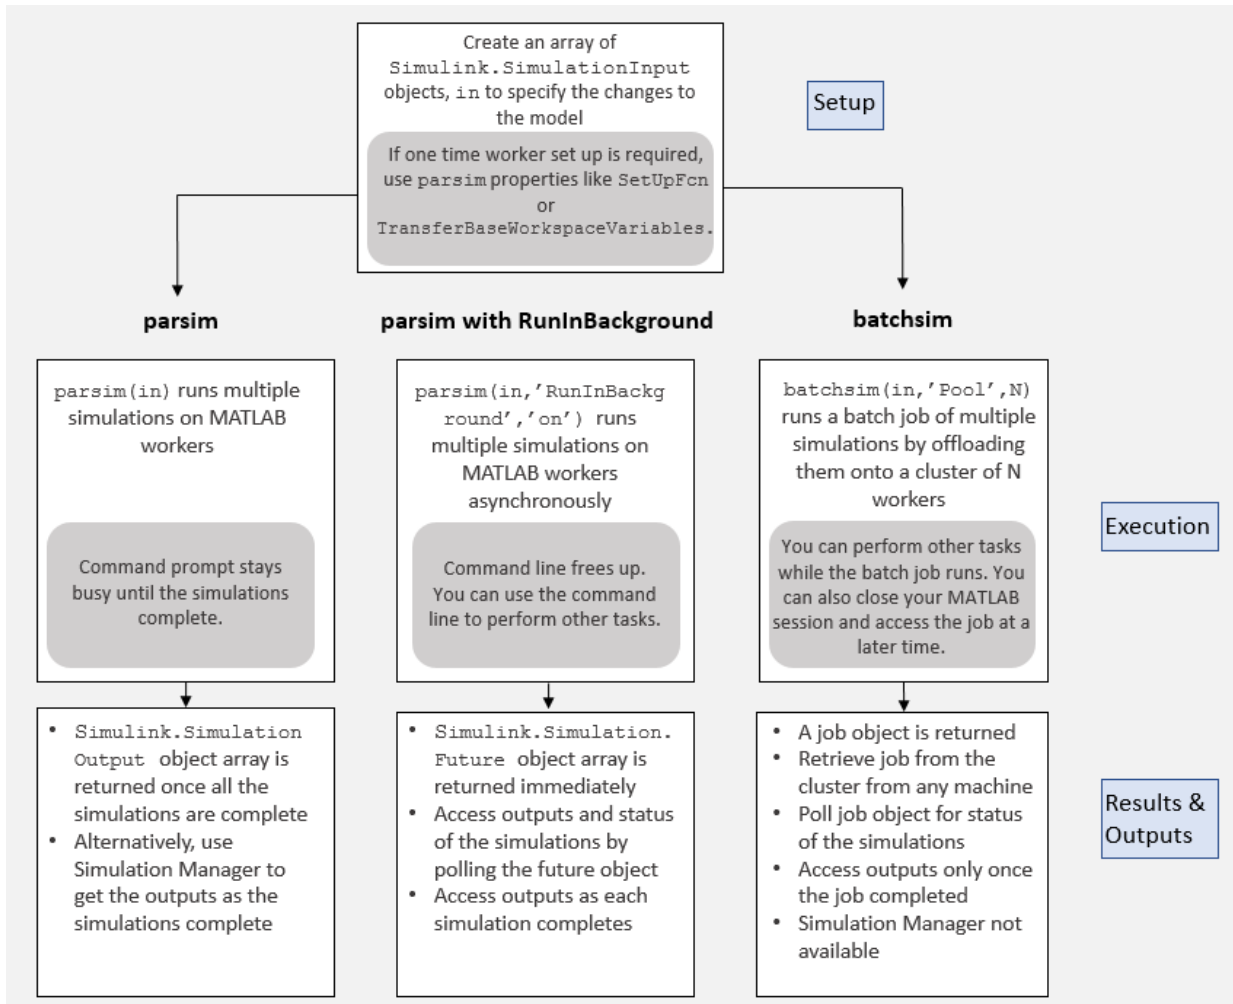 Create an array of
Simulink.SimulationInput
objects, in to specify the changes to
the model
Setup
If one time worker set up is required,
use parsim properties like SetUpFcn
or
TransferBaseWorkspaceVariables.
parsim
parsim with RunInBackground
batchsim
parsim(in) runs multiple
simulations on MATLAB
workers
Command prompt stays
busy until the simulations
complete.
parsim(in,'RunInBackg
round','on') runs
multiple simulations on
MATLAB workers
asynchronously
Command line frees up.
You can use the command
line to perform other tasks.
batchsim(in,'Pool',N)
runs a batch job of multiple
simulations by offloading
them onto a cluster of N
workers
You can perform other tasks
while the batch job runs. You
can also close your MATLAB
session and access the job at a
later time.
Execution
• Simulink.Simulation
Output object array is
returned once all the
simulations are complete
• Alternatively, use
Simulation Manager to
get the outputs as the
simulations complete
• Simulink.Simulation.
Future object array is
returned immediately
• Access outputs and status
of the simulations by
polling the future object
• Access outputs as each
simulation completes
• A job object is returned
• Retrieve job from the
cluster from any machine
• Poll job object for status
of the simulations
• Access outputs only once
the job completed
• Simulation Manager not
available
Results &
Outputs